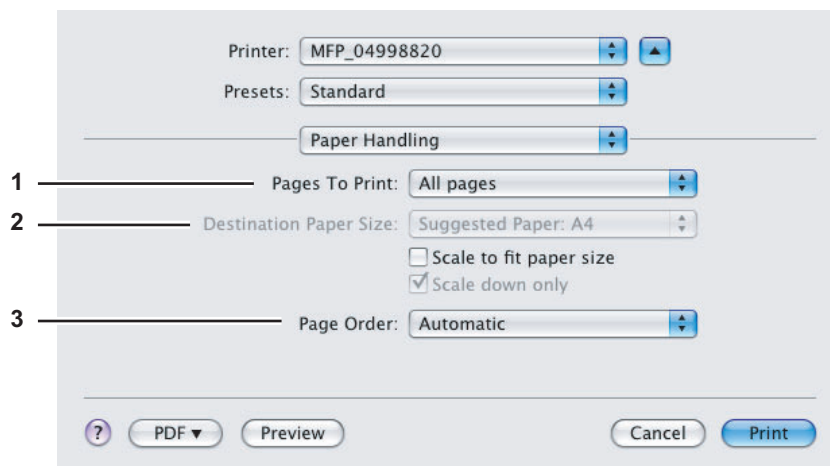 Printer: MFP_04998820
Presets: Standard
Paper Handling
1 Pages To Print: All pages
2 Destination Paper Size: Suggested Paper: A4
Scale to fit paper size
Scale down only
3 Page Order: Automatic
? PDF▼ Preview Cancel Print